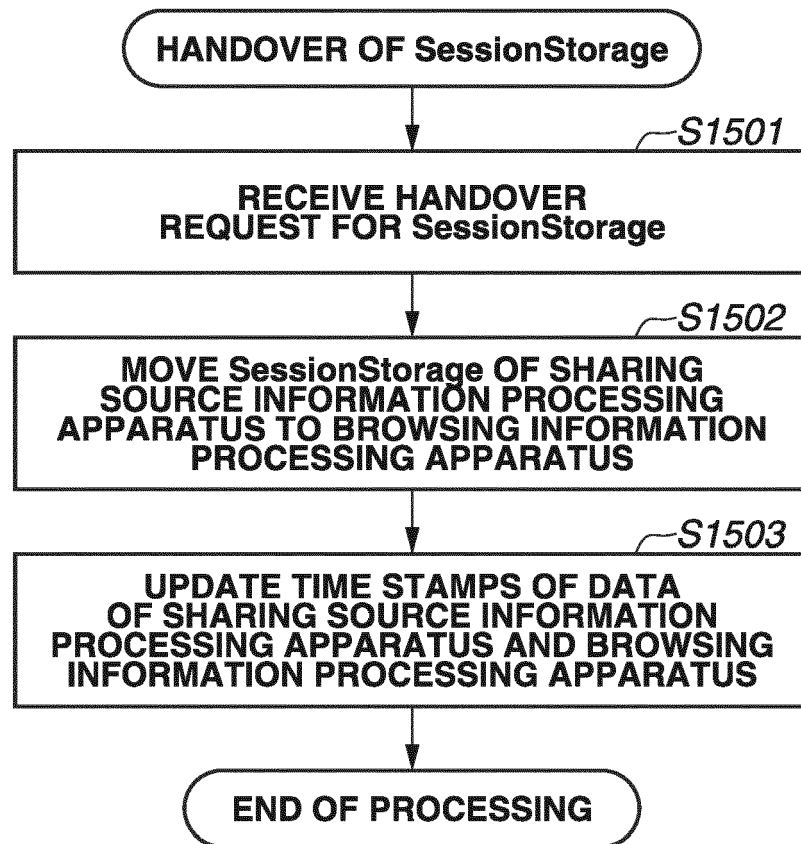 HANDOVER OF SessionStorage
S1501
RECEIVE HANDOVER
REQUEST FOR SessionStorage
S1502
MOVE SessionStorage OF SHARING
SOURCE INFORMATION PROCESSING
APPARATUS TO BROWSING INFORMATION
PROCESSING APPARATUS
S1503
UPDATE TIME STAMPS OF DATA
OF SHARING SOURCE INFORMATION
PROCESSING APPARATUS AND BROWSING
INFORMATION PROCESSING APPARATUS
END OF PROCESSING